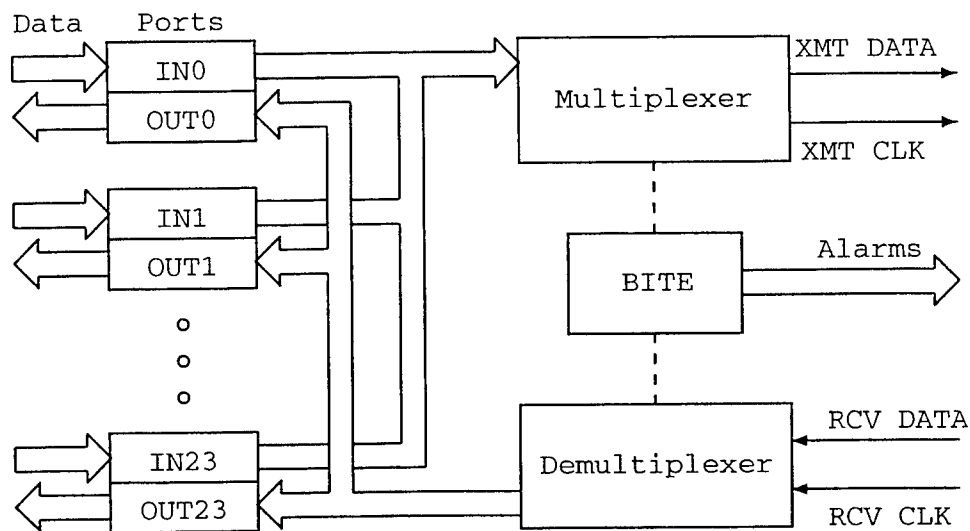 Data Ports
IN0
OUT0
Multiplexer
XMT DATA
XMT CLK
IN1
OUT1
BITE
Alarms
IN23
OUT23
Demultiplexer
RCV DATA
RCV CLK